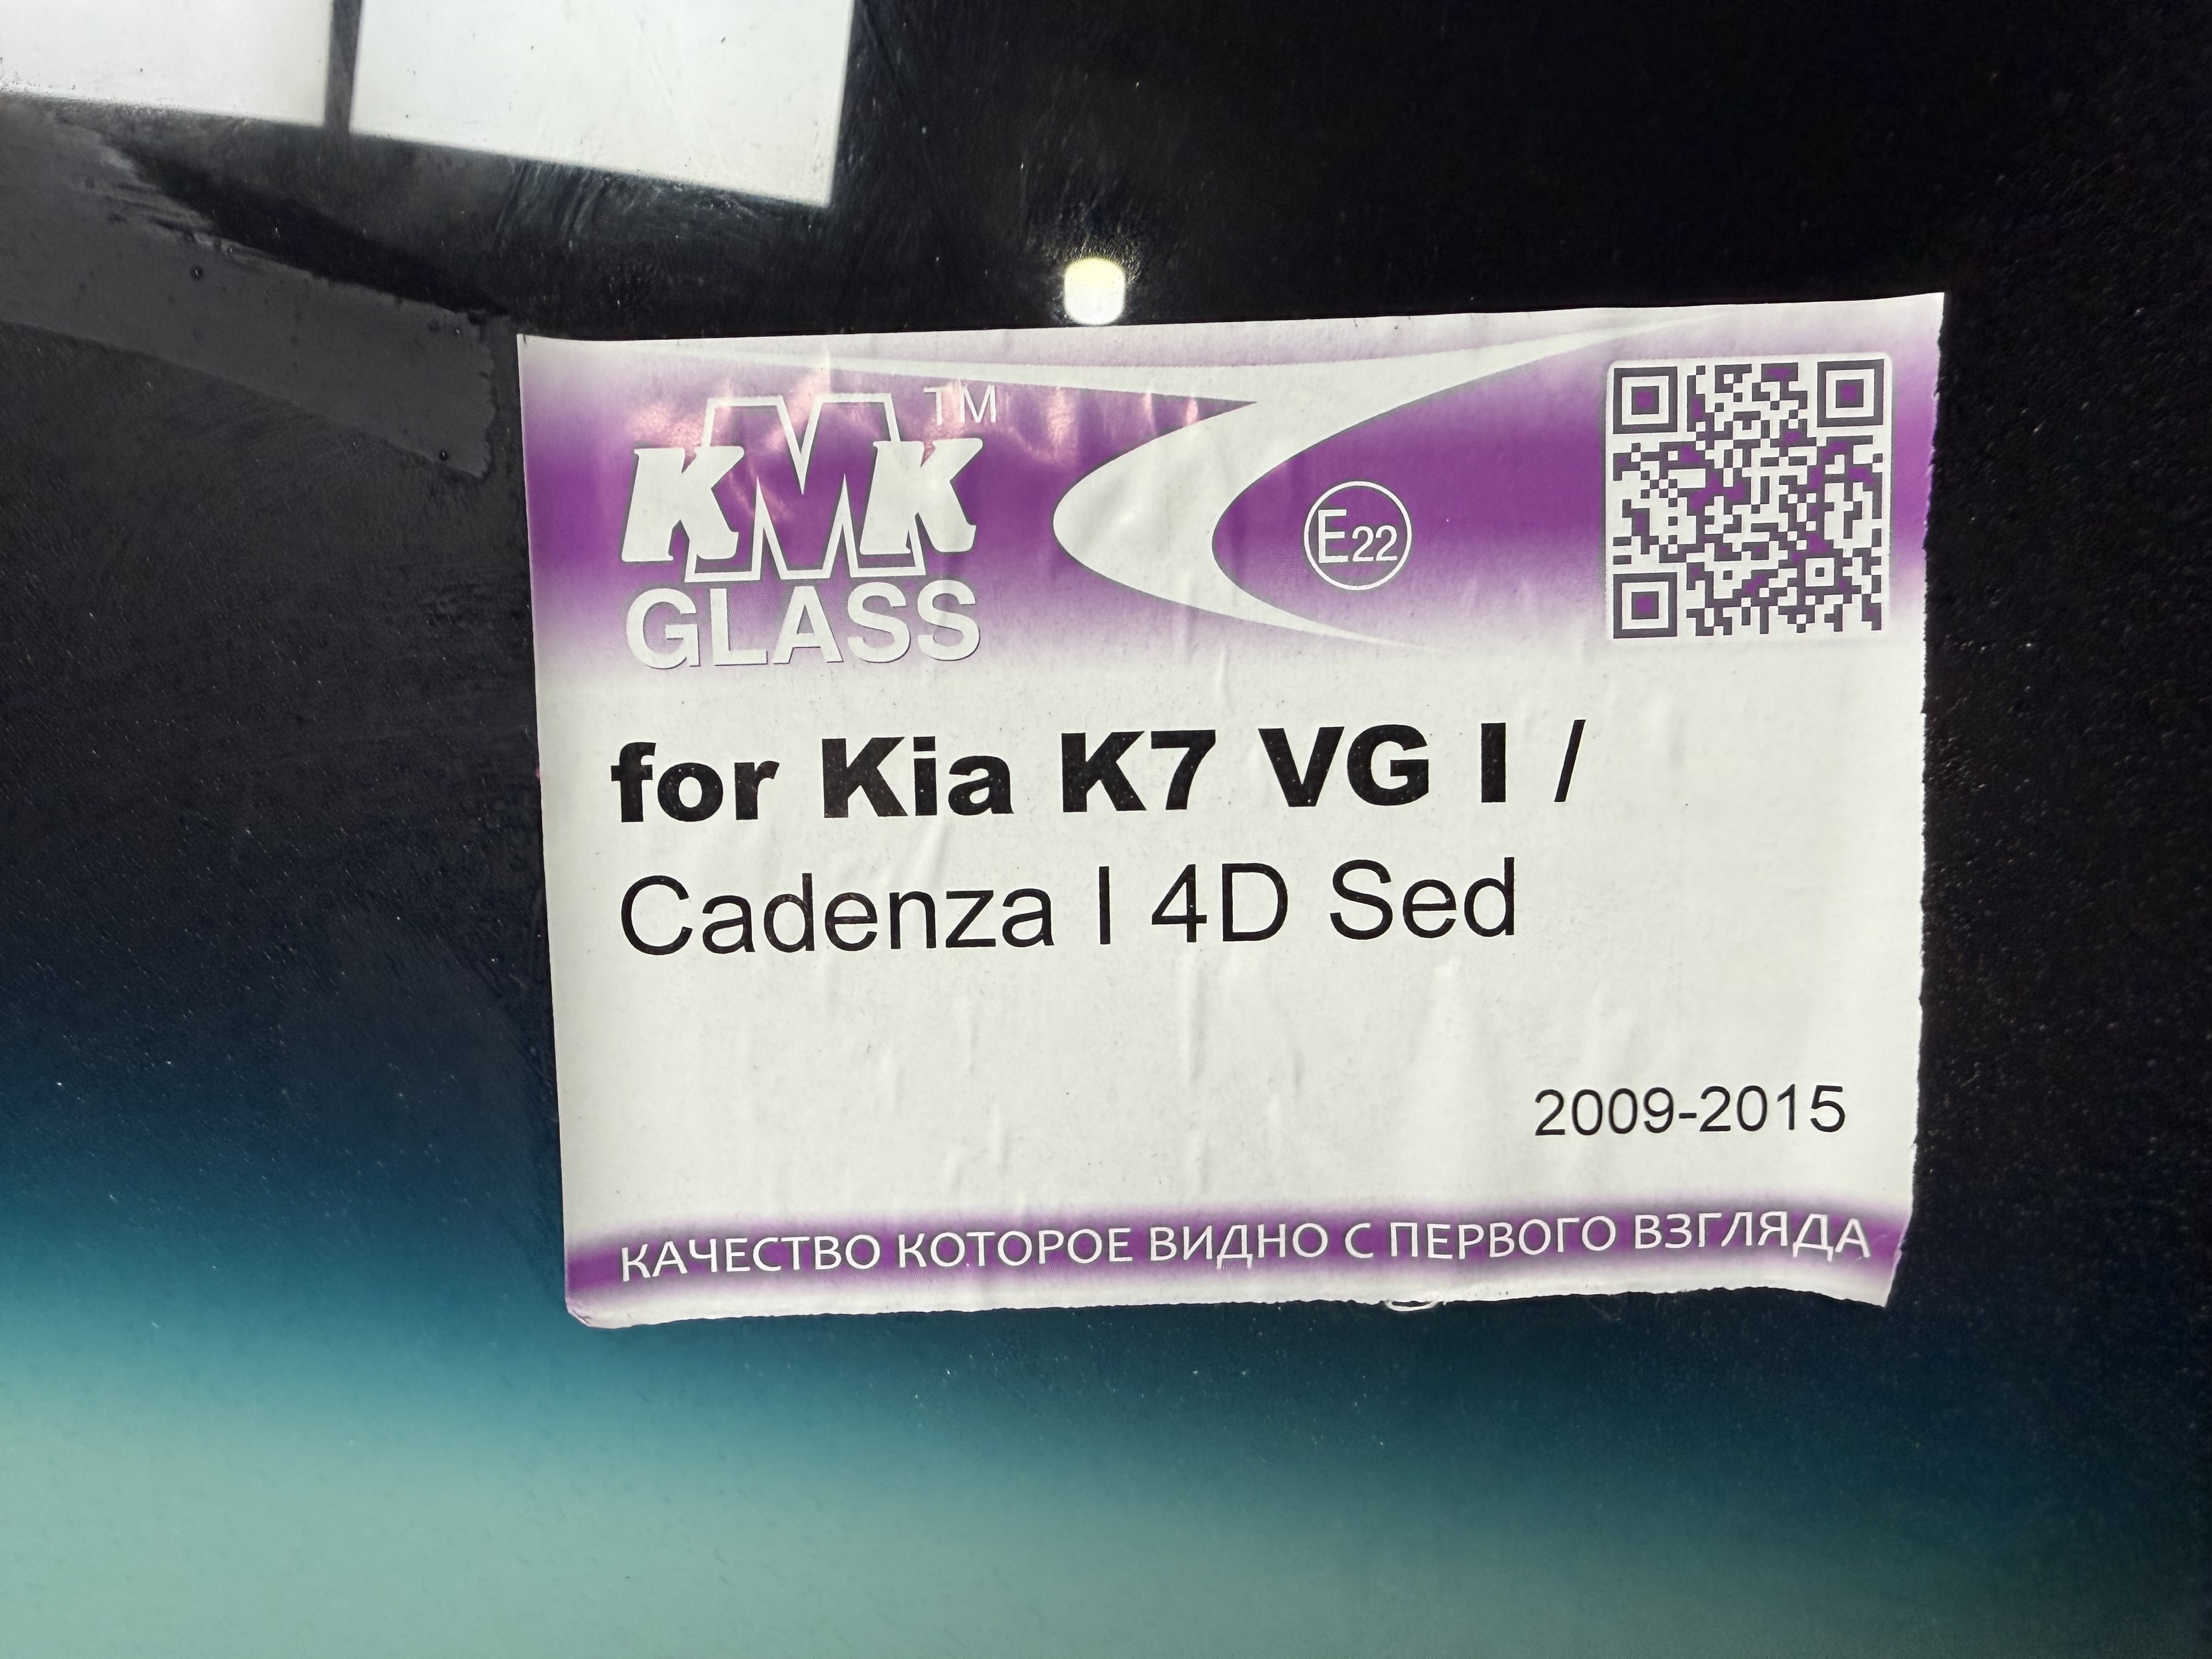 KMK™
GLASS
E22
for Kia K7 VG I /
Cadenza I 4D Sed
2009-2015
КАЧЕСТВО КОТОРОЕ ВИДНО С ПЕРВОГО ВЗГЛЯДА